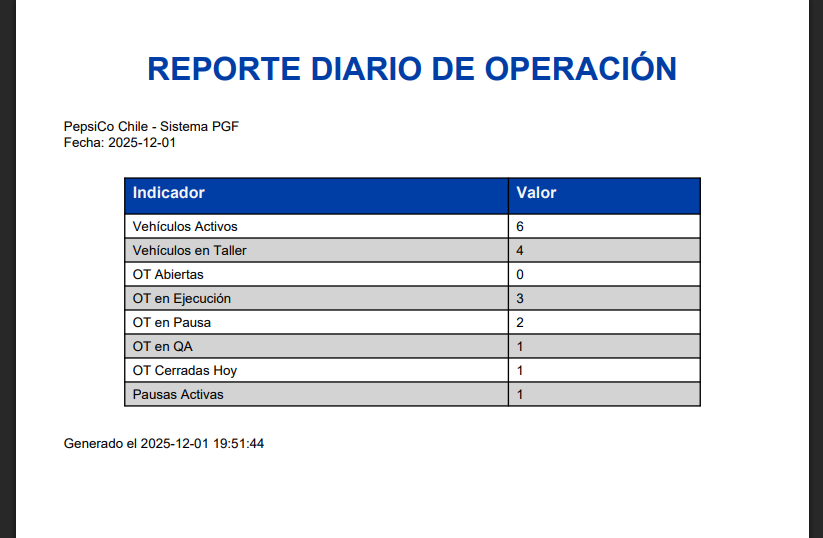 REPORTE DIARIO DE OPERACIÓN
PepsiCo Chile - Sistema PGF
Fecha: 2025-12-01
Indicador Valor
Vehículos Activos 6
Vehículos en Taller 4
OT Abiertas 0
OT en Ejecución 3
OT en Pausa 2
OT en QA 1
OT Cerradas Hoy 1
Pausas Activas 1
Generado el 2025-12-01 19:51:44